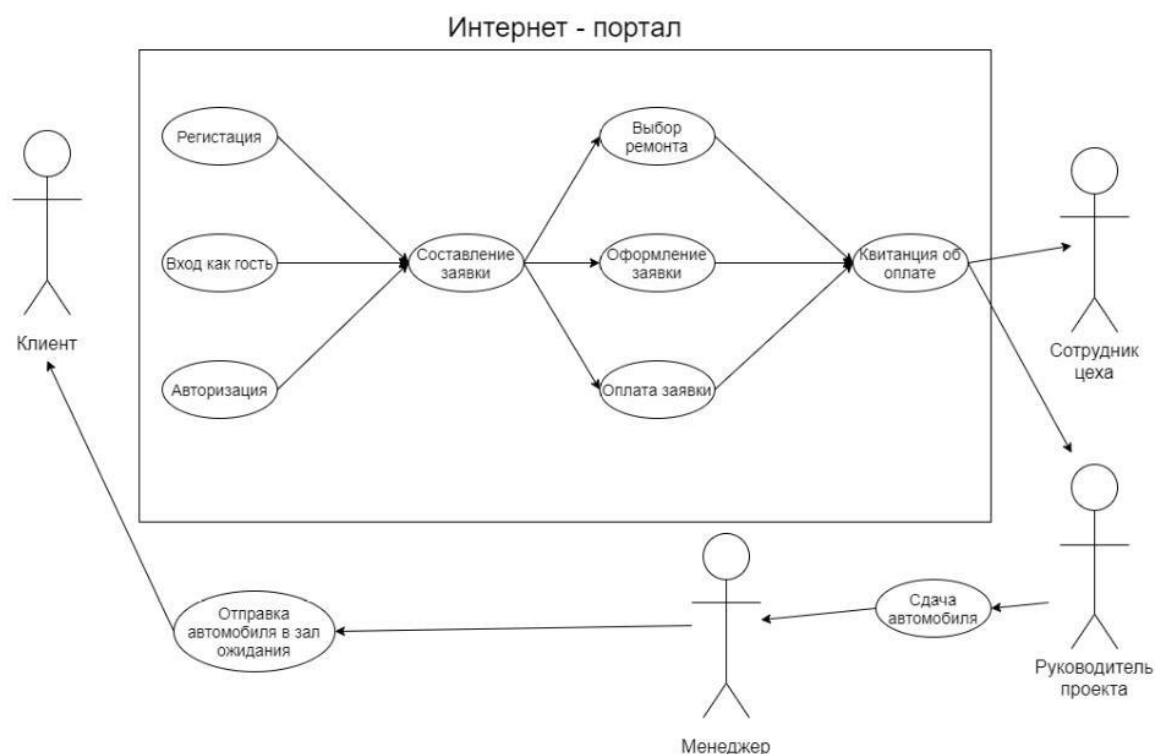 Интернет - портал
Регистация
Выбор
ремонта
Вход как гость
Составление
заявки
Оформление
заявки
Квитанция об
оплате
Клиент
Сотрудник
цеха
Авторизация
Оплата заявки
Отправка
автомобиля в зал
ожидания
Сдача
автомобиля
Руководитель
проекта
Менеджер